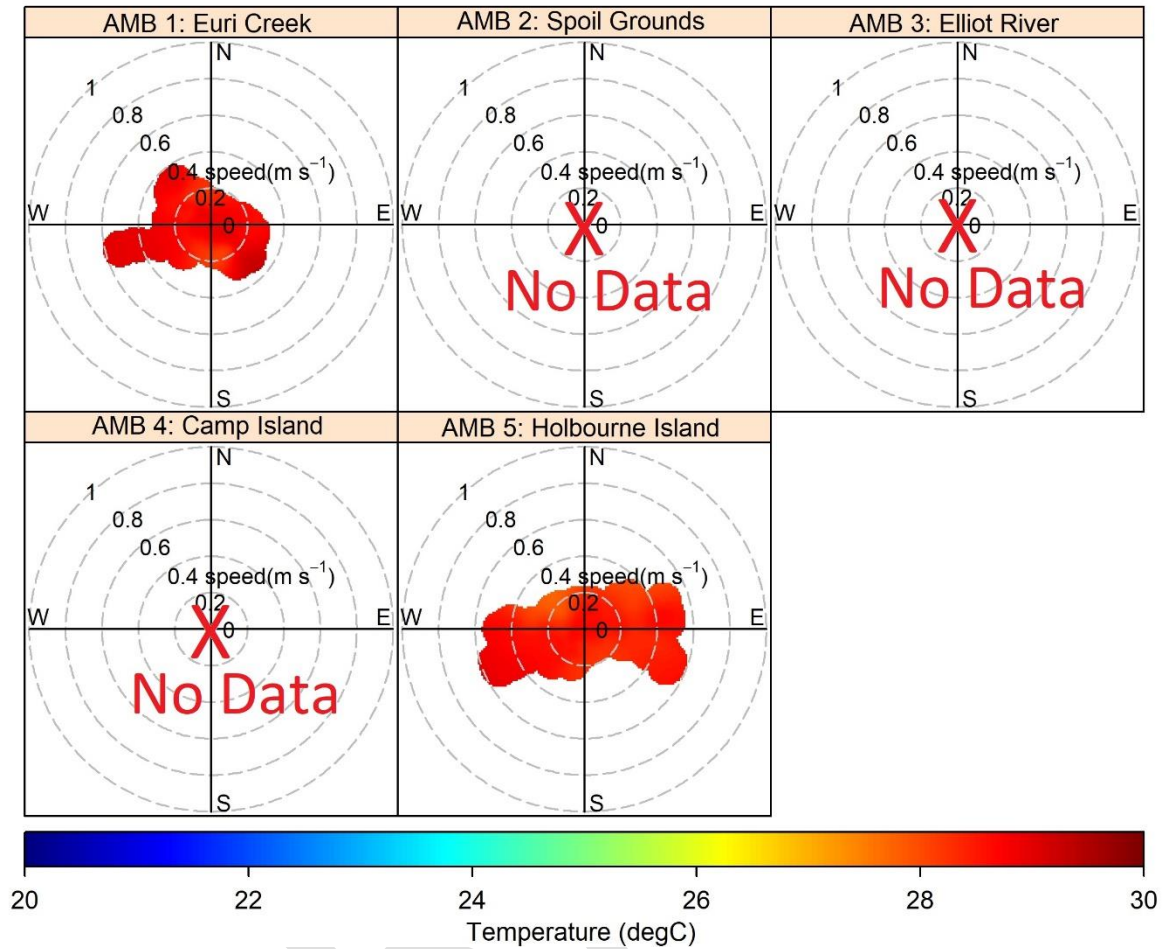 AMB 1: Euri Creek
AMB 2: Spoil Grounds
AMB 3: Elliot River
N
1
0.8
0.6
0.4 speed(m s⁻¹)
0.2
W
E
0
S
N
1
0.8
0.6
0.4 speed(m s⁻¹)
0.2
W
E
0
X
No Data
S
N
1
0.8
0.6
0.4 speed(m s⁻¹)
0.2
W
E
0
X
No Data
S
AMB 4: Camp Island
AMB 5: Holbourne Island
N
1
0.8
0.6
0.4 speed(m s⁻¹)
0.2
W
E
0
X
No Data
S
N
1
0.8
0.6
0.4 speed(m s⁻¹)
0.2
W
E
0
S
20 22 24 26 28 30
Temperature (degC)